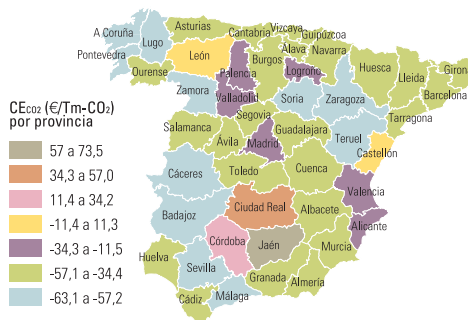 Asturias
Cantabria
Vizcaya
Guipúzcoa
A Coruña
Lugo
Álava
Navarra
Pontevedra
León
Burgos
Huesca
Giron
Ourense
Palencia
Logroño
Lleida
Barcelona
Zamora
Valladolid
Soria
Zaragoza
Tarragona
Segovia
Salamanca
Ávila
Guadalajara
Teruel
Madrid
Castellón
Cáceres
Toledo
Cuenca
Valencia
Badajoz
Ciudad Real
Albacete
Alicante
Córdoba
Jaén
Murcia
Huelva
Sevilla
Granada
Almería
Cádiz
Málaga
CECO2 (€/Tm-CO2)
por provincia
57 a 73,5
34,3 a 57,0
11,4 a 34,2
-11,4 a 11,3
-34,3 a -11,5
-57,1 a -34,4
-63,1 a -57,2